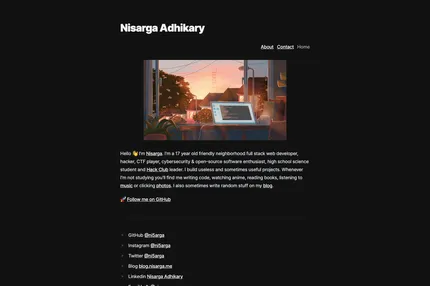 Nisarga Adhikary
About Contact Home
Hello 👋 I'm Nisarga. I'm a 17 year old friendly neighborhood full stack web developer,
hacker, CTF player, cybersecurity & open-source software enthusiast, high school science
student and Hack Club leader. I build useless and sometimes useful projects. Whenever
I'm not studying you'll find me writing code, watching anime, reading books, listening to
music or clicking photos. I also sometimes write random stuff on my blog.
🚀 Follow me on GitHub
GitHub @ni5arga
Instagram @ni5arga
Twitter @ni5arga
Blog blog.nisarga.me
Linkedin Nisarga Adhikary